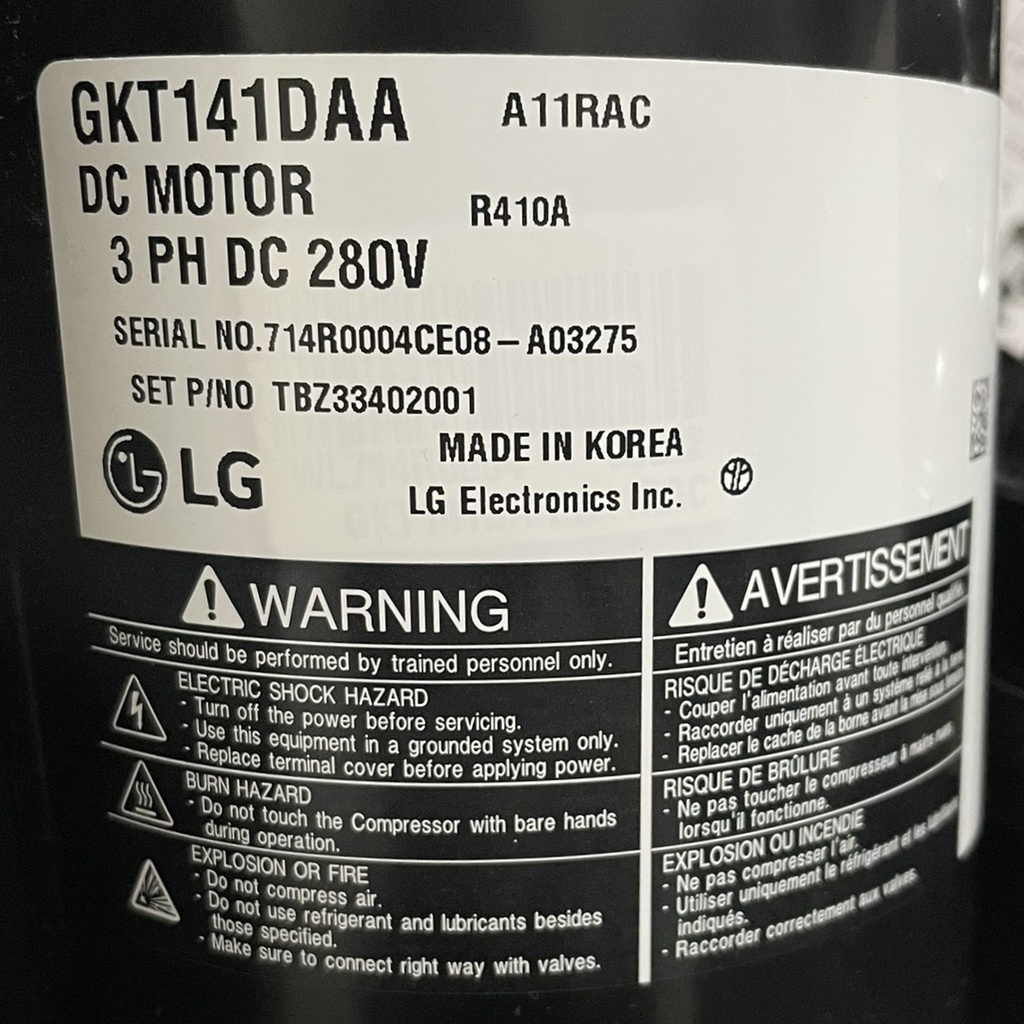 GKT141DAA A11RAC
DC MOTOR R410A
3 PH DC 280V
SERIAL NO.714R0004CE08-A03275
SET P/NO TBZ33402001
LG MADE IN KOREA
LG Electronics Inc.
WARNING
Service should be performed by trained personnel only.
ELECTRIC SHOCK HAZARD
- Turn off the power before servicing.
- Use this equipment in a grounded system only.
- Replace terminal cover before applying power.
BURN HAZARD
- Do not touch the Compressor with bare hands
during operation.
EXPLOSION OR FIRE
- Do not compress air.
- Do not use refrigerant and lubricants besides
those specified.
- Make sure to connect right way with valves.
AVERTISSEMENT
Entretien à réaliser par du personnel qualifié.
RISQUE DE DÉCHARGE ÉLECTRIQUE
- Couper l'alimentation avant toute intervention.
- Raccorder uniquement à un système relié à la terre.
- Replacer le cache de la borne avant la mise sous tension.
RISQUE DE BRÛLURE
- Ne pas toucher le compresseur à mains nues
lorsqu'il fonctionne.
EXPLOSION OU INCENDIE
- Ne pas compresser l'air.
- Utiliser uniquement le réfrigérant et les lubrifiants
indiqués.
- Raccorder correctement aux valves.